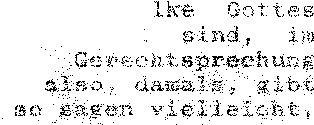 lke Gottes
sind, im
Gerechtsprechung
also, damals, gibt
so sagen vielleicht,